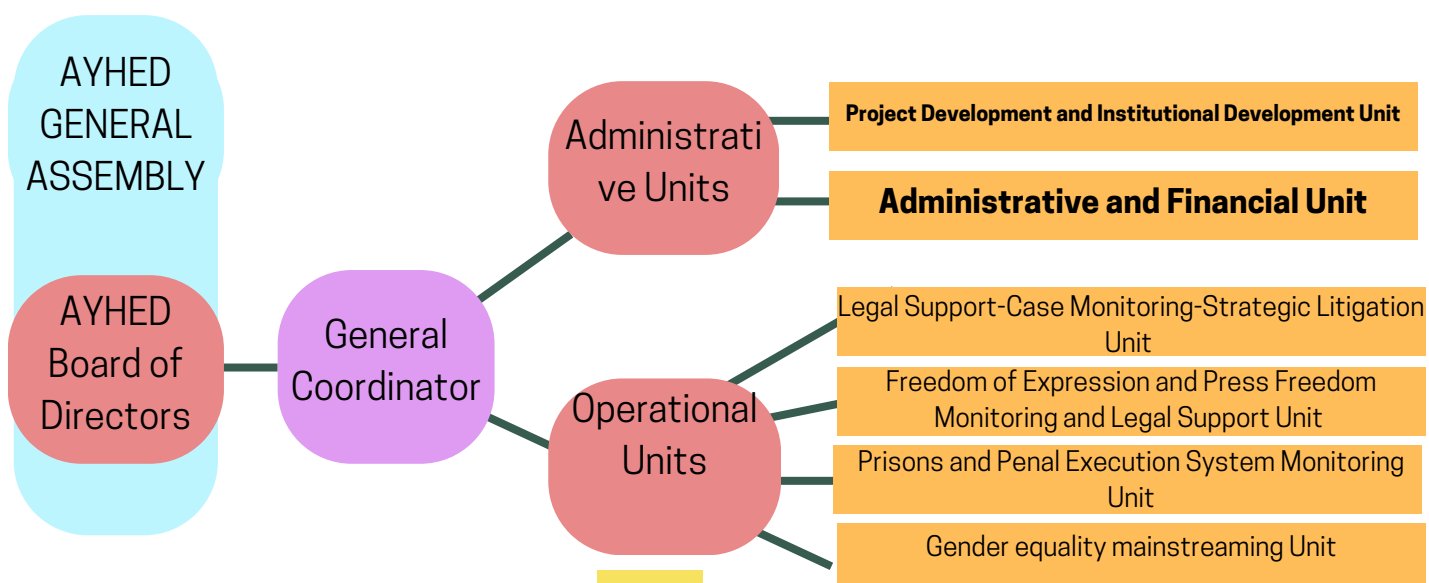 AYHED
GENERAL
ASSEMBLY
AYHED
Board of
Directors
General
Coordinator
Administrati
ve Units
Project Development and Institutional Development Unit
Administrative and Financial Unit
Operational
Units
Legal Support-Case Monitoring-Strategic Litigation
Unit
Freedom of Expression and Press Freedom
Monitoring and Legal Support Unit
Prisons and Penal Execution System Monitoring
Unit
Gender equality mainstreaming Unit